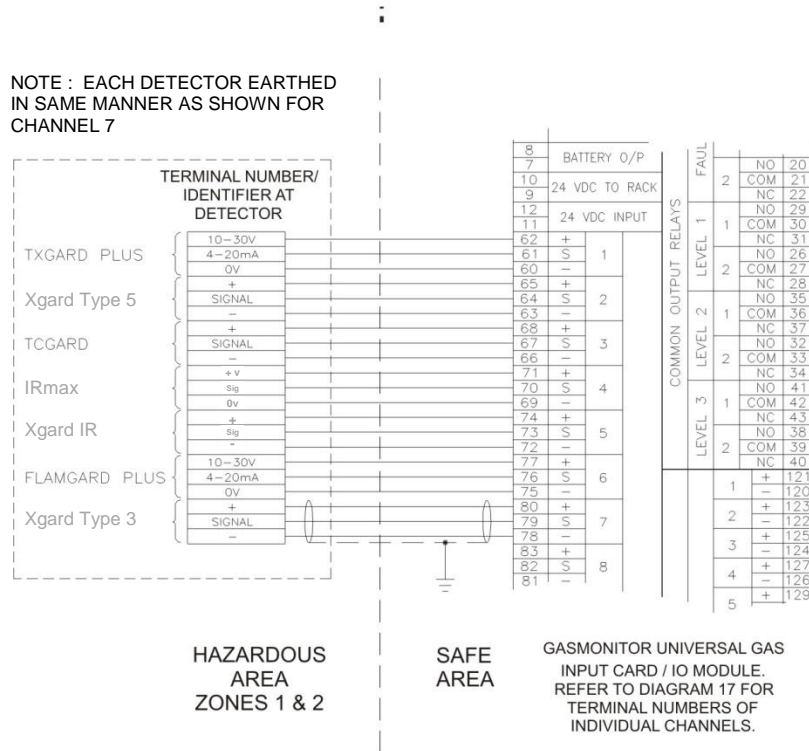 NOTE : EACH DETECTOR EARTHED
IN SAME MANNER AS SHOWN FOR
CHANNEL 7
TERMINAL NUMBER/
IDENTIFIER AT
DETECTOR
TXGARD PLUS
10-30V
4-20mA
0V
Xgard Type 5
+
SIGNAL
-
TCGARD
+
SIGNAL
-
IRmax
+ v
Sig
0v
Xgard IR
+
Sig
-
FLAMGARD PLUS
10-30V
4-20mA
0V
Xgard Type 3
+
SIGNAL
-
8
7
BATTERY O/P
10
9
24 VDC TO RACK
12
11
24 VDC INPUT
62 +
61 S 1
60 -
65 +
64 S 2
63 -
68 +
67 S 3
66 -
71 +
70 S 4
69 -
74 +
73 S 5
72 -
77 +
76 S 6
75 -
80 +
79 S 7
78 -
83 +
82 S 8
81 -
COMMON OUTPUT RELAYS
FAUL
2
NO 20
COM 21
NC 22
LEVEL 1
1
NO 29
COM 30
NC 31
2
NO 26
COM 27
NC 28
LEVEL 2
1
NO 35
COM 36
NC 37
2
NO 32
COM 33
NC 34
LEVEL 3
1
NO 41
COM 42
NC 43
2
NO 38
COM 39
NC 40
1
+ 121
- 120
2
+ 123
- 122
3
+ 125
- 124
4
+ 127
- 126
5
+ 129
HAZARDOUS
AREA
ZONES 1 & 2
SAFE
AREA
GASMONITOR UNIVERSAL GAS
INPUT CARD / IO MODULE.
REFER TO DIAGRAM 17 FOR
TERMINAL NUMBERS OF
INDIVIDUAL CHANNELS.